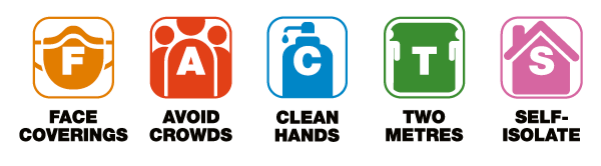 F A C T S
FACE AVOID CLEAN TWO SELF-
COVERINGS CROWDS HANDS METRES ISOLATE